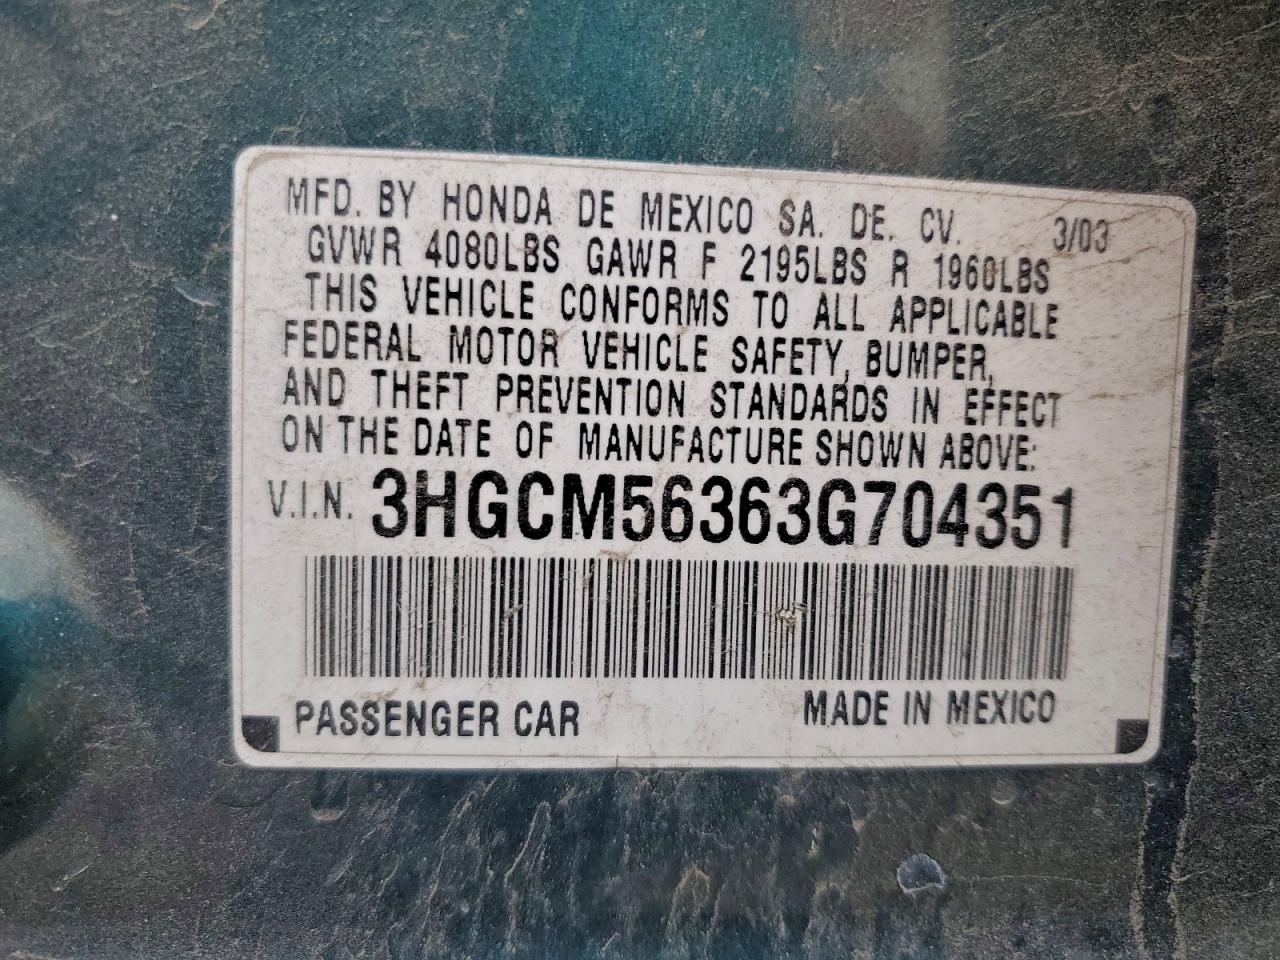 MFD. BY HONDA DE MEXICO SA. DE. CV. 3/03
GVWR 4080LBS GAWR F 2195LBS R 1960LBS
THIS VEHICLE CONFORMS TO ALL APPLICABLE
FEDERAL MOTOR VEHICLE SAFETY, BUMPER,
AND THEFT PREVENTION STANDARDS IN EFFECT
ON THE DATE OF MANUFACTURE SHOWN ABOVE:
V.I.N. 3HGCM56363G704351
PASSENGER CAR MADE IN MEXICO